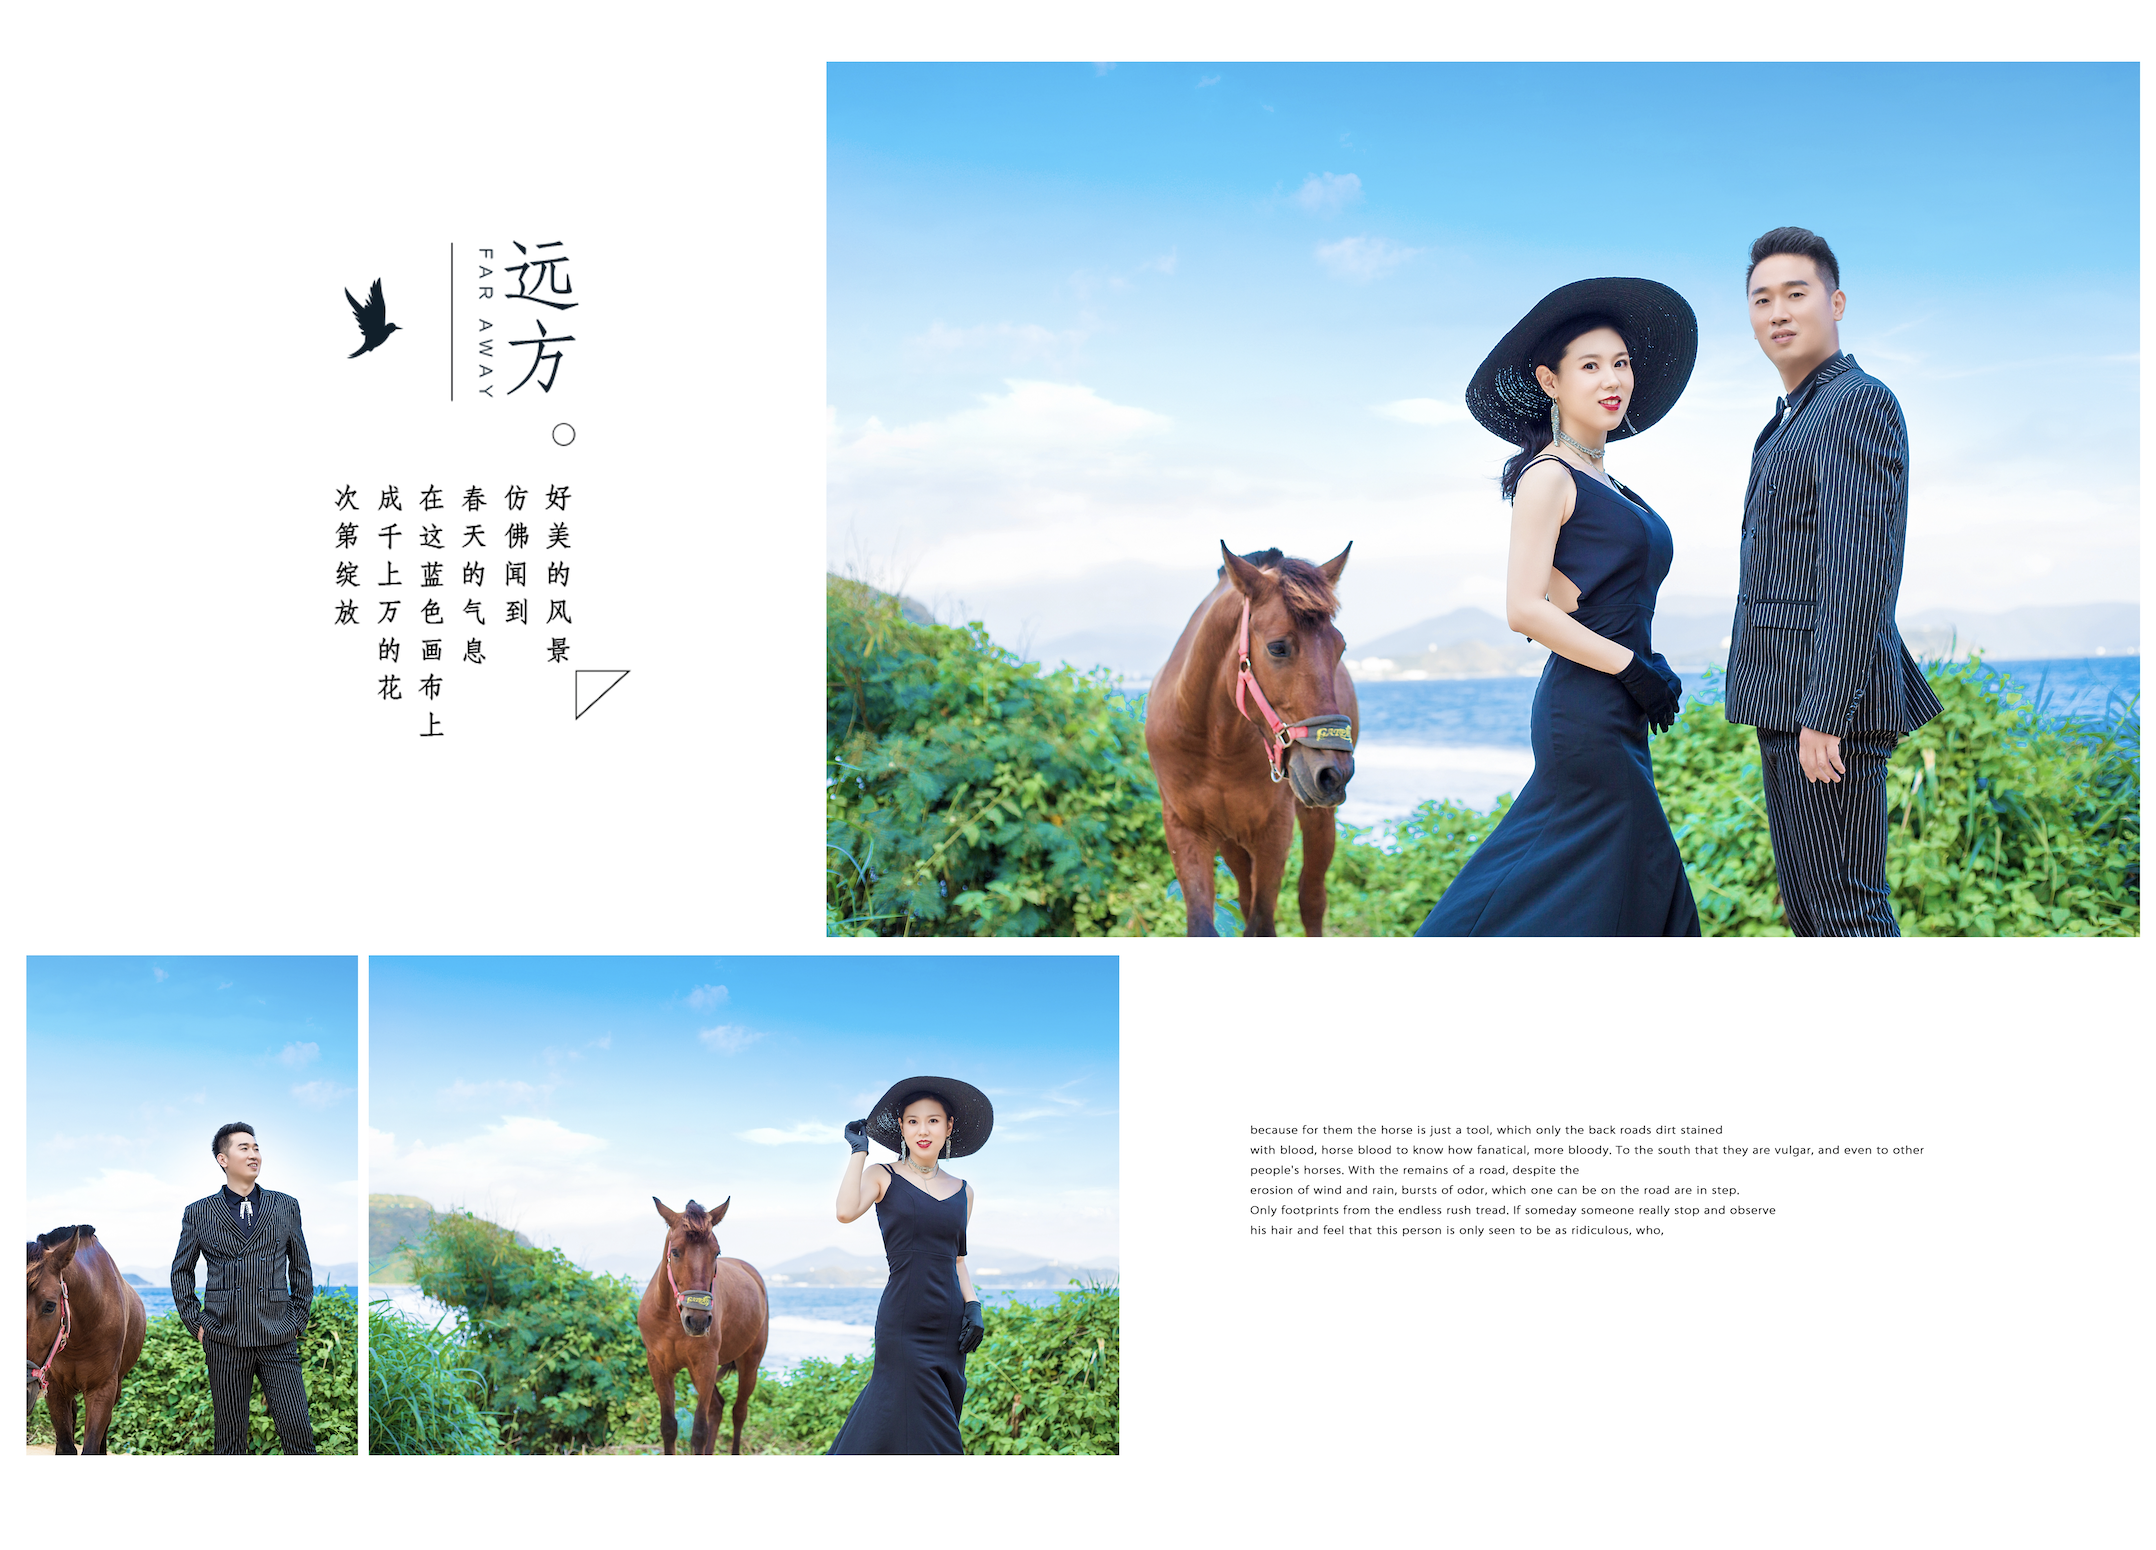 远方
FAR AWAY
好美的风景
仿佛闻到
春天的气息
在这蓝色画布上
成千上万的花
次第绽放
because for them the horse is just a tool, which only the back roads dirt stained
with blood, horse blood to know how fanatical, more bloody. To the south that they are vulgar, and even to other
people's horses. With the remains of a road, despite the
erosion of wind and rain, bursts of odor, which one can be on the road are in step.
Only footprints from the endless rush tread. If someday someone really stop and observe
his hair and feel that this person is only seen to be as ridiculous, who,